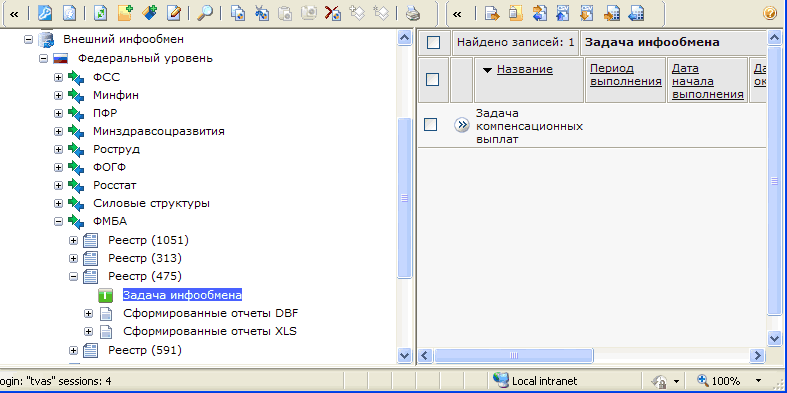 Внешний инфообмен
Федеральный уровень
ФСС
Минфин
ПФР
Минздравсоцразвития
Роструд
ФОГФ
Росстат
Силовые структуры
ФМБА
Реестр (1051)
Реестр (313)
Реестр (475)
Задача инфообмена
Сформированные отчеты DBF
Сформированные отчеты XLS
Реестр (591)
Найдено записей: 1 Задача инфообмена
Название
Период
выполнения
Дата
начала
выполнения
Да
ок
Задача
компенсационных
выплат
ogin: "tvas" sessions: 4
Local intranet
100%